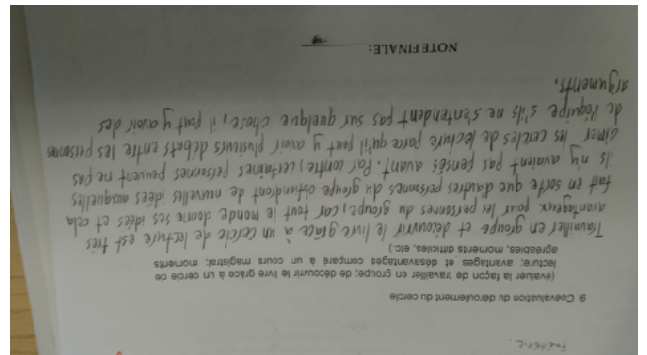 Frédéric
9 Coévaluation du déroulement du cercle
(évaluer la façon de travailler en groupe; de découvrir le livre grâce à un cercle de
lecture; avantages et désavantages comparé à un cours magistral; moments
agréables, moments difficiles, etc.)
Travailler en groupe et découvrir le livre grâce à un cercle de lecture est très
avantageux pour les personnes du groupe, car tout le monde donne ses idées et cela
fait en sorte que d'autres personnes du groupe entendent de nouvelles idées auxquelles
ils n'y avaient pas pensés avant. Par contre, certaines personnes peuvent ne pas
aimer les cercles de lecture parce qu'il peut y avoir plusieurs débats entre les personnes
de l'équipe. s'ils ne s'entendent pas sur quelque chose, il peut y avoir des
arguments.
NOTE FINALE: